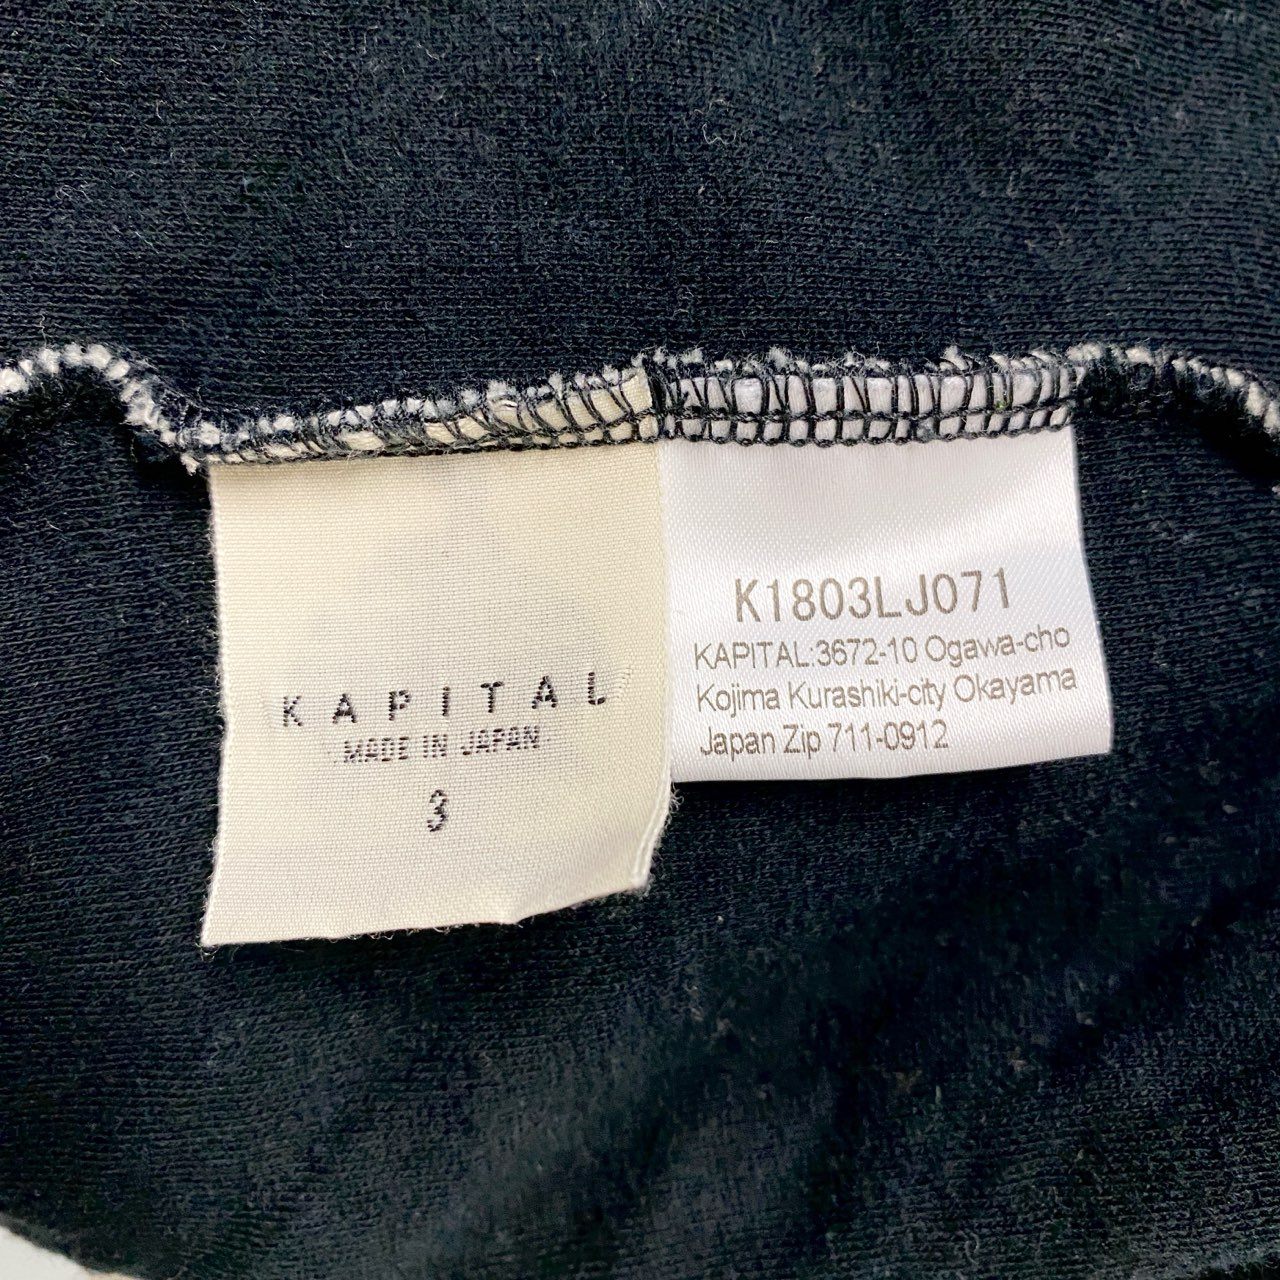 KAPITAL
MADE IN JAPAN
3
K1803LJ071
KAPITAL:3672-10 Ogawa-cho
Kojima Kurashiki-city Okayama
Japan Zip 711-0912